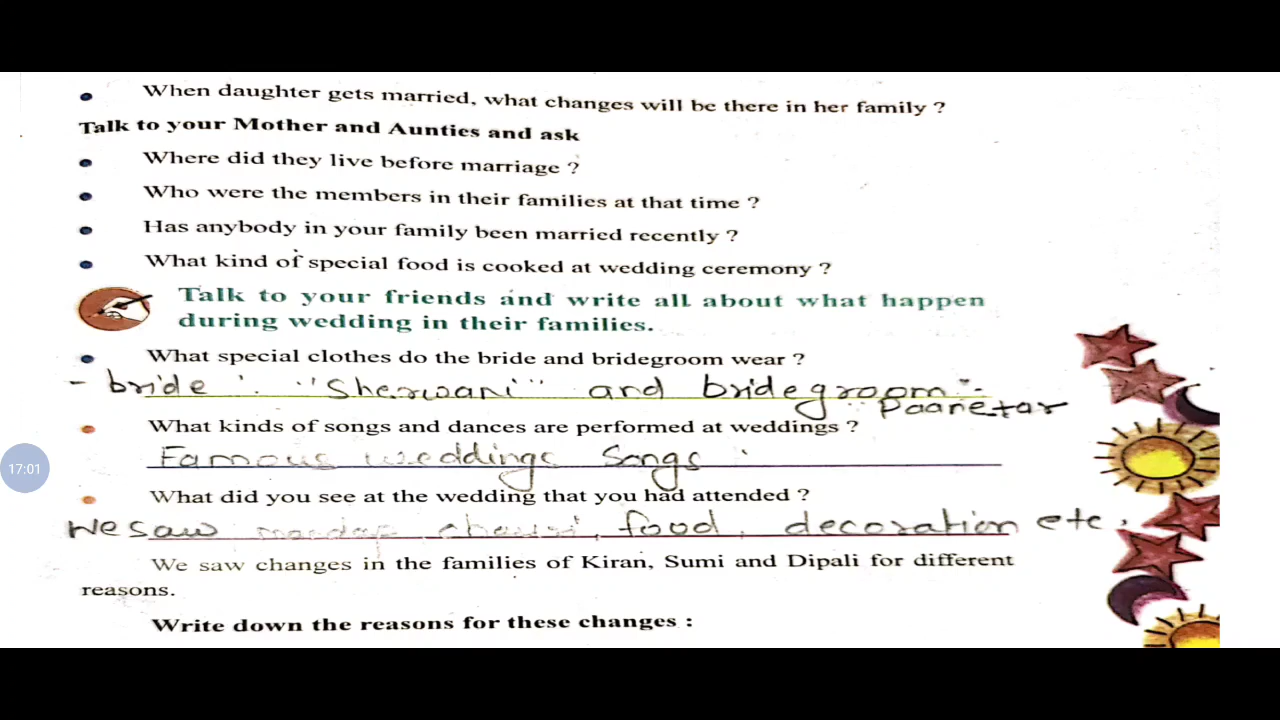 When daughter gets married, what changes will be there in her family ?
Talk to your Mother and Aunties and ask
Where did they live before marriage ?
Who were the members in their families at that time ?
Has anybody in your family been married recently ?
What kind of special food is cooked at wedding ceremony ?
Talk to your friends and write all about what happen
during wedding in their families.
What special clothes do the bride and bridegroom wear ?
- bride : "Sherwani" and bridegroom :-
Paanetar
What kinds of songs and dances are performed at weddings ?
Famous weddings Songs .
17:01
What did you see at the wedding that you had attended ?
We saw mandap , food , decoration etc .
We saw changes in the families of Kiran, Sumi and Dipali for different
reasons.
Write down the reasons for these changes :